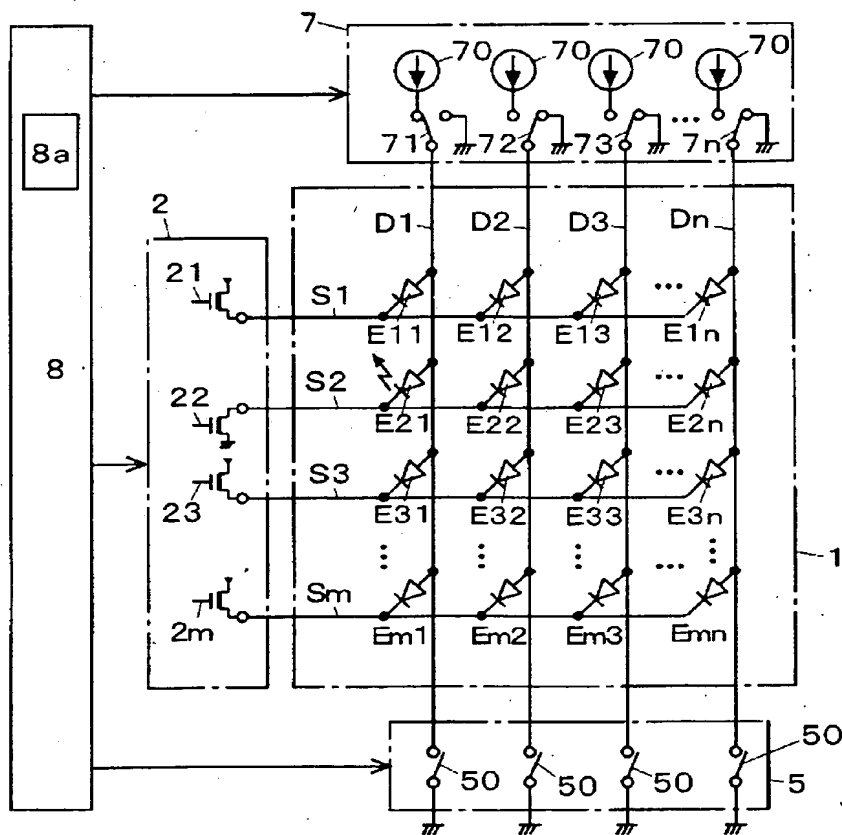 7
70 70 70 70
8a
71 72 73 ... 7n
2
D1 D2 D3 Dn
21
S1
...
E11 E12 E13 E1n
8
S2
...
22
E21 E22 E23 E2n
S3
...
23
E31 E32 E33 E3n
1
... ... ... ... ...
Sm
2m
Em1 Em2 Em3 Emn
50
50 50 50 5